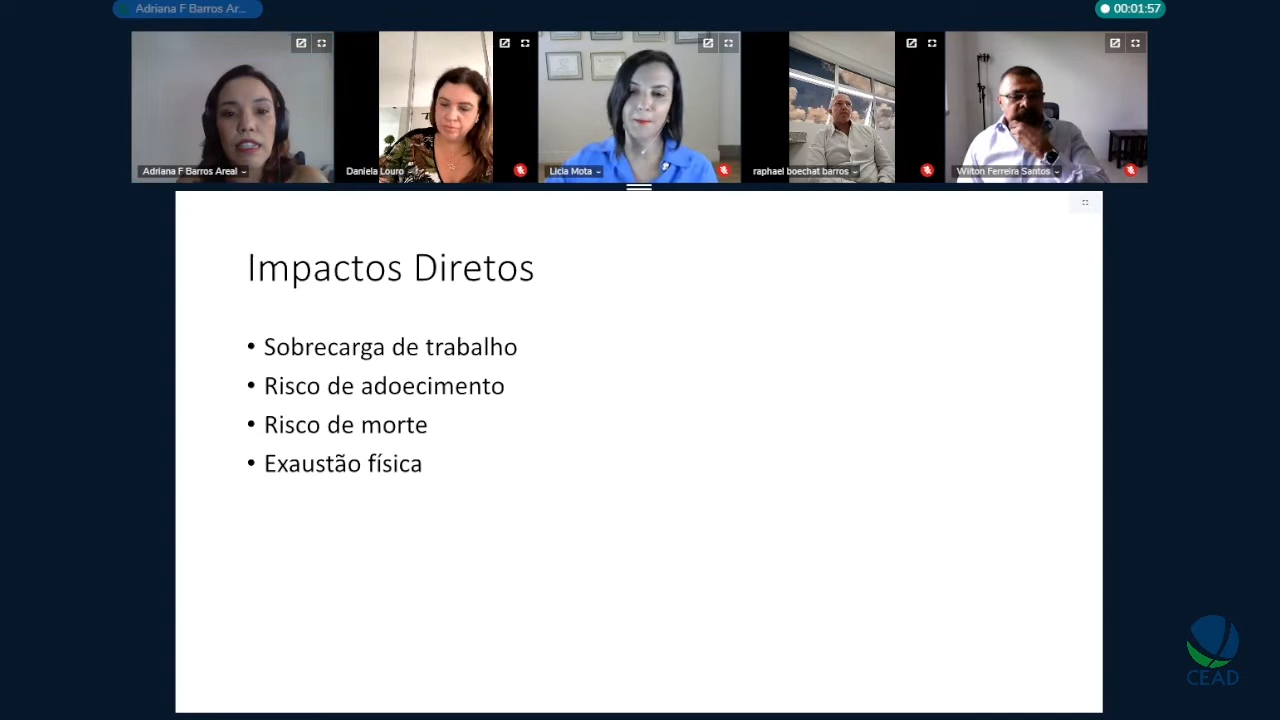 Adriana F Barros Ar...
00:01:57
Adriana F Barros Areal
Daniela Louro
Licia Mota
raphael boechat barros
Wilton Ferreira Santos
Impactos Diretos
• Sobrecarga de trabalho
• Risco de adoecimento
• Risco de morte
• Exaustão física
CEAD